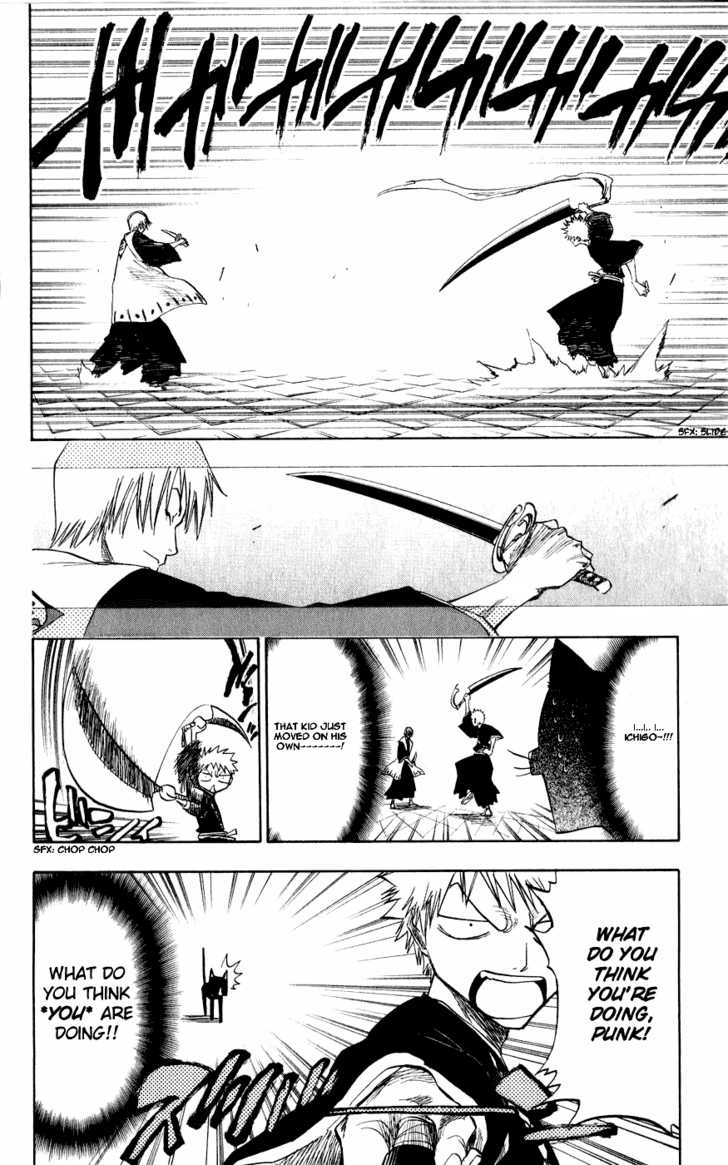 SFX: SLIDE
I...I.. I...
ICHIGO-!!!
THAT KID JUST
MOVED ON HIS
OWN-------!
SFX: CHOP CHOP
WHAT
DO YOU
THINK
YOU'RE
DOING,
PUNK!
WHAT DO
YOU THINK
*YOU* ARE
DOING!!